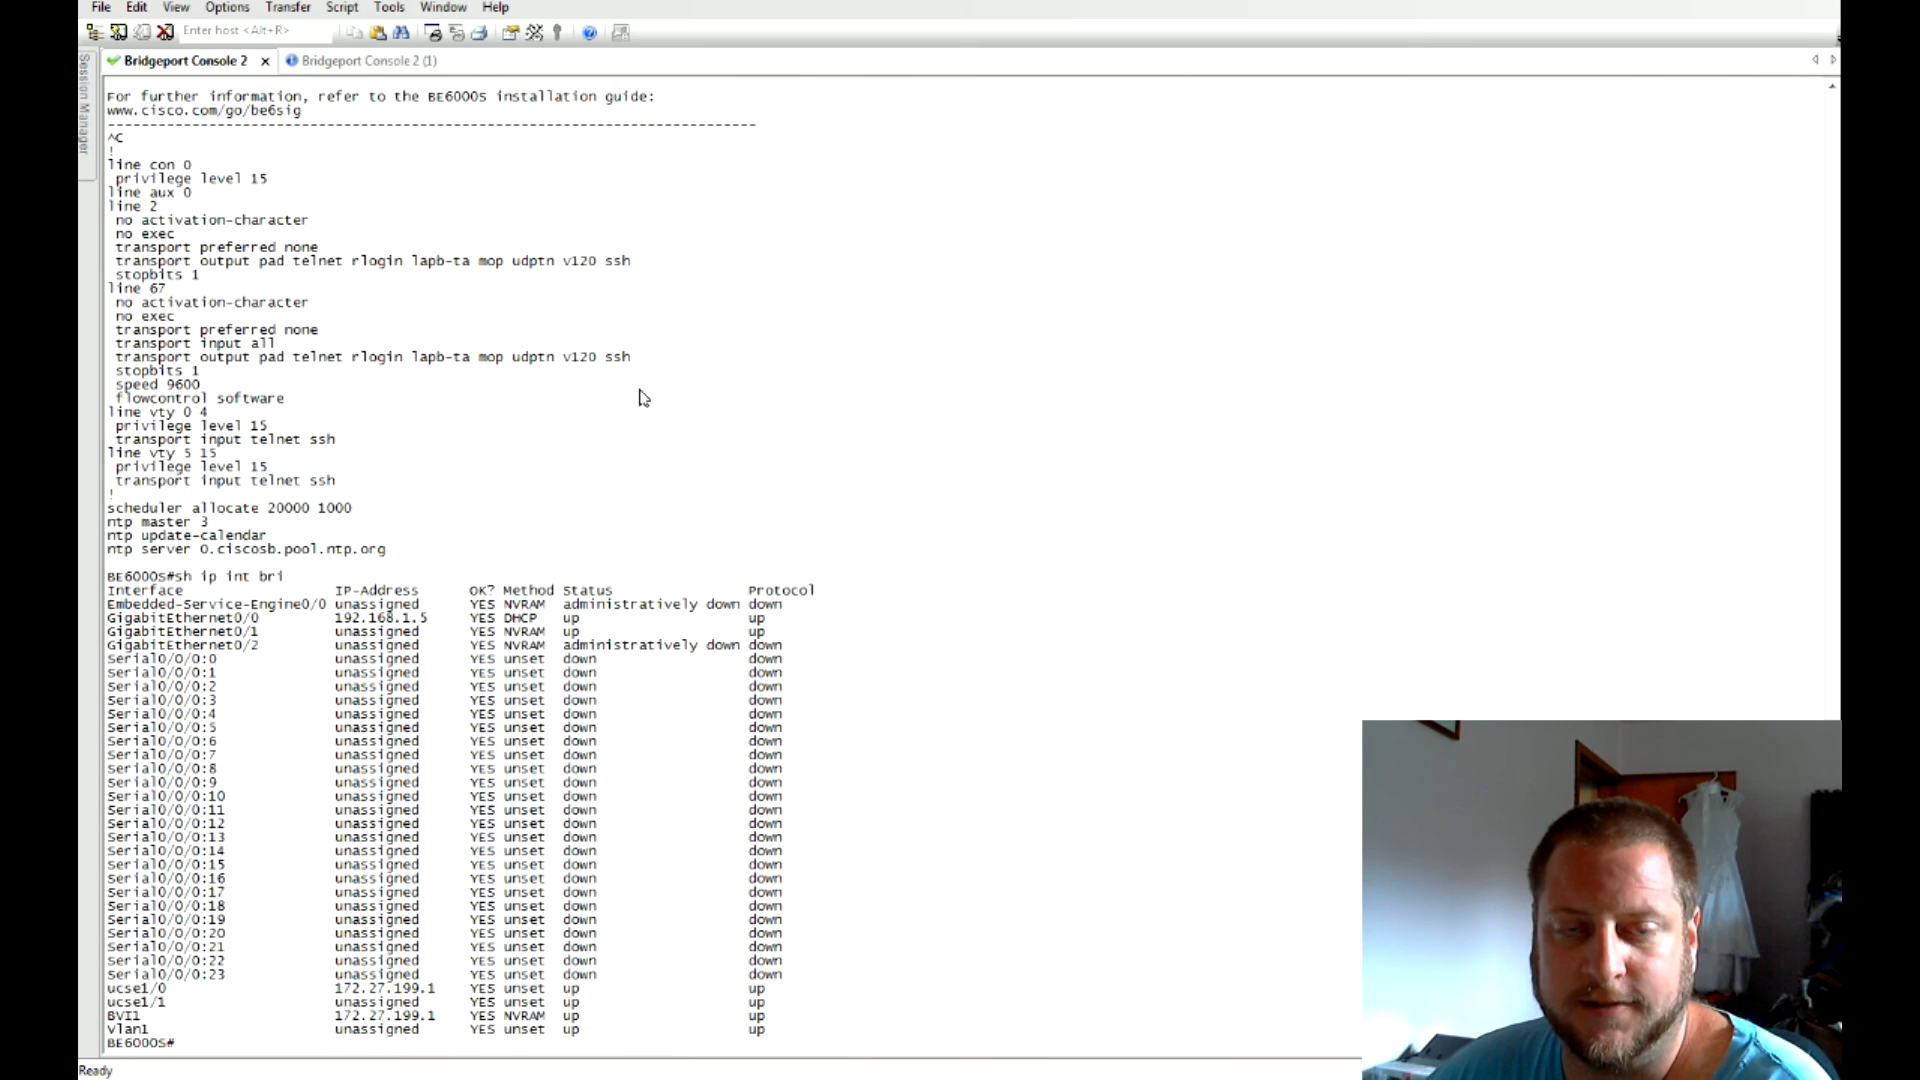 File Edit View Options Transfer Script Tools Window Help
Enter host <Alt+R>
Bridgeport Console 2 x Bridgeport Console 2 (1)
Session Manager
For further information, refer to the BE6000S installation guide:
www.cisco.com/go/be6sig
------------------------------------------------------------------------------
^C
!
line con 0
privilege level 15
line aux 0
line 2
no activation-character
no exec
transport preferred none
transport output pad telnet rlogin lapb-ta mop udptn v120 ssh
stopbits 1
line 67
no activation-character
no exec
transport preferred none
transport input all
transport output pad telnet rlogin lapb-ta mop udptn v120 ssh
stopbits 1
speed 9600
flowcontrol software
line vty 0 4
privilege level 15
transport input telnet ssh
line vty 5 15
privilege level 15
transport input telnet ssh
!
scheduler allocate 20000 1000
ntp master 3
ntp update-calendar
ntp server 0.ciscosb.pool.ntp.org
BE6000S#sh ip int bri
Interface IP-Address OK? Method Status Protocol
Embedded-Service-Engine0/0 unassigned YES NVRAM administratively down down
GigabitEthernet0/0 192.168.1.5 YES DHCP up up
GigabitEthernet0/1 unassigned YES NVRAM up up
GigabitEthernet0/2 unassigned YES NVRAM administratively down down
Serial0/0/0:0 unassigned YES unset down down
Serial0/0/0:1 unassigned YES unset down down
Serial0/0/0:2 unassigned YES unset down down
Serial0/0/0:3 unassigned YES unset down down
Serial0/0/0:4 unassigned YES unset down down
Serial0/0/0:5 unassigned YES unset down down
Serial0/0/0:6 unassigned YES unset down down
Serial0/0/0:7 unassigned YES unset down down
Serial0/0/0:8 unassigned YES unset down down
Serial0/0/0:9 unassigned YES unset down down
Serial0/0/0:10 unassigned YES unset down down
Serial0/0/0:11 unassigned YES unset down down
Serial0/0/0:12 unassigned YES unset down down
Serial0/0/0:13 unassigned YES unset down down
Serial0/0/0:14 unassigned YES unset down down
Serial0/0/0:15 unassigned YES unset down down
Serial0/0/0:16 unassigned YES unset down down
Serial0/0/0:17 unassigned YES unset down down
Serial0/0/0:18 unassigned YES unset down down
Serial0/0/0:19 unassigned YES unset down down
Serial0/0/0:20 unassigned YES unset down down
Serial0/0/0:21 unassigned YES unset down down
Serial0/0/0:22 unassigned YES unset down down
Serial0/0/0:23 unassigned YES unset down down
ucse1/0 172.27.199.1 YES unset up up
ucse1/1 unassigned YES unset up up
BVI1 172.27.199.1 YES NVRAM up up
Vlan1 unassigned YES unset up up
BE6000S#
Ready